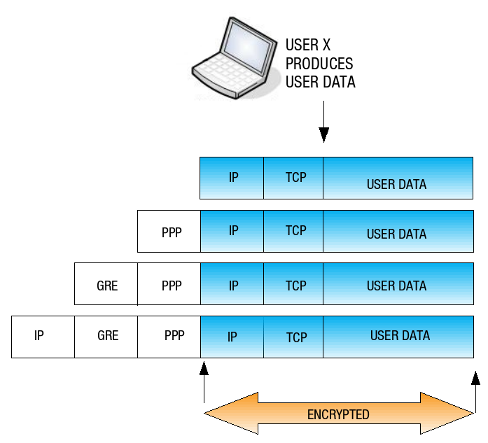 USER X
PRODUCES
USER DATA
IP TCP USER DATA
PPP IP TCP USER DATA
GRE PPP IP TCP USER DATA
IP GRE PPP IP TCP USER DATA
ENCRYPTED